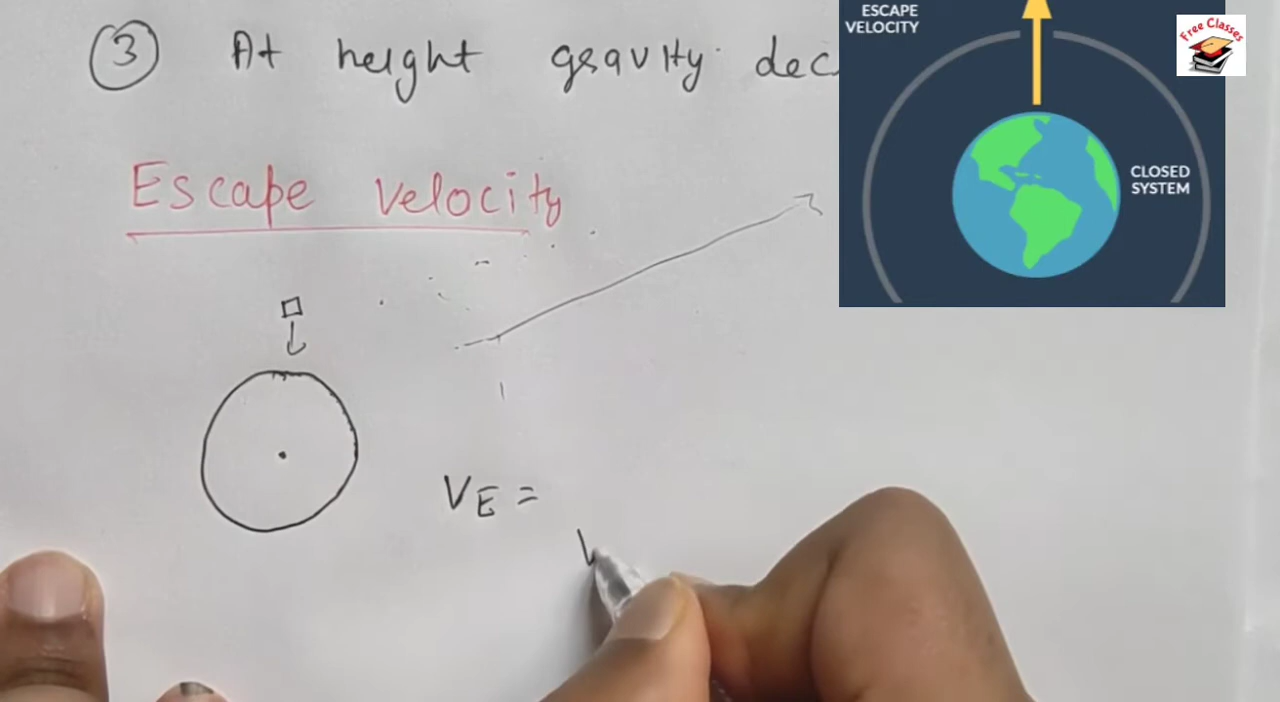 ③ At height gravity dec
ESCAPE
VELOCITY
Free Classes
CLOSED
SYSTEM
Escape Velocity
VE =